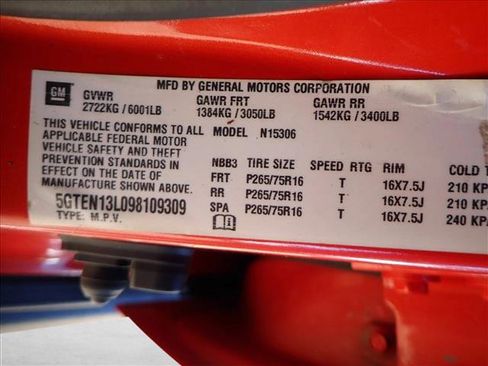 MFD BY GENERAL MOTORS CORPORATION
GM GVWR GAWR FRT GAWR RR
2722KG / 6001LB 1384KG / 3050LB 1542KG / 3400LB
THIS VEHICLE CONFORMS TO ALL MODEL N15306
APPLICABLE FEDERAL MOTOR
VEHICLE SAFETY AND THEFT
PREVENTION STANDARDS IN
EFFECT ON THE DATE OF
MANUFACTURE SHOWN ABOVE.
5GTEN13L098109309
TYPE: M.P.V.
NBB3 TIRE SIZE SPEED RTG RIM COLD T
FRT P265/75R16 T 16X7.5J 210 KP
RR P265/75R16 T 16X7.5J 210 KP
SPA P265/75R16 T 16X7.5J 240 KPA